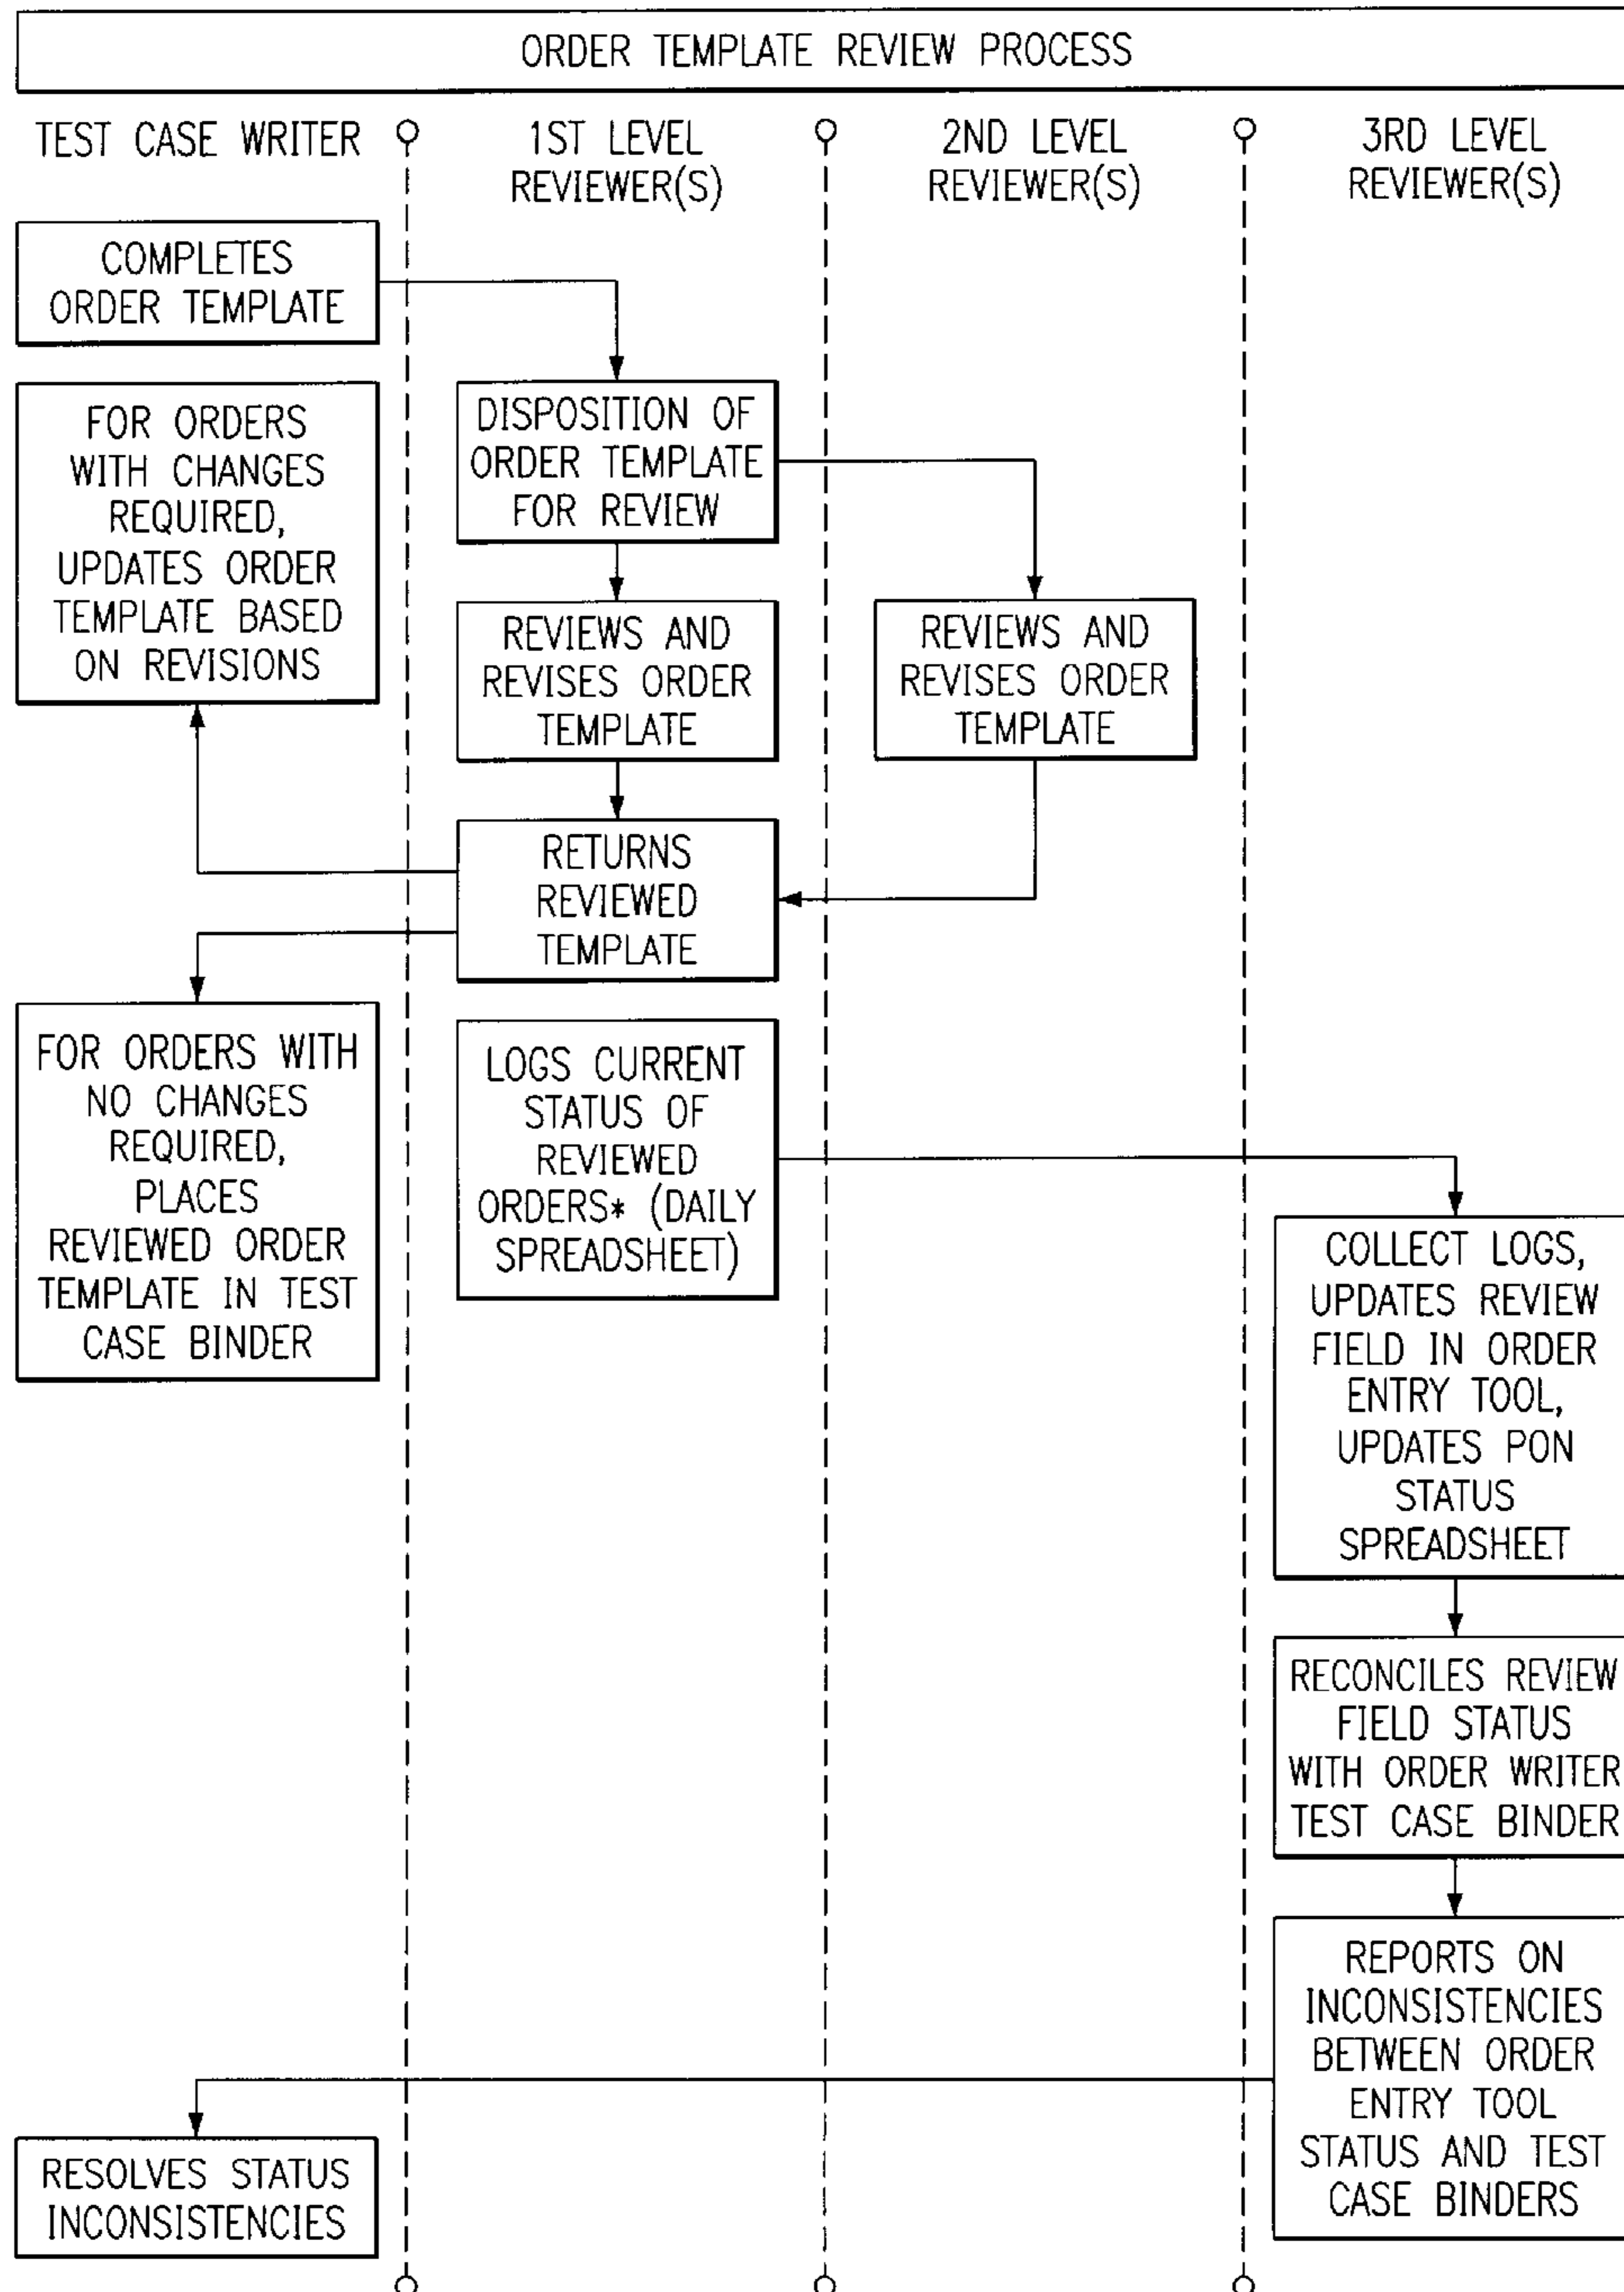 ORDER TEMPLATE REVIEW PROCESS
TEST CASE WRITER
1ST LEVEL
REVIEWER(S)
2ND LEVEL
REVIEWER(S)
3RD LEVEL
REVIEWER(S)
COMPLETES
ORDER TEMPLATE
FOR ORDERS
WITH CHANGES
REQUIRED,
UPDATES ORDER
TEMPLATE BASED
ON REVISIONS
DISPOSITION OF
ORDER TEMPLATE
FOR REVIEW
REVIEWS AND
REVISES ORDER
TEMPLATE
REVIEWS AND
REVISES ORDER
TEMPLATE
RETURNS
REVIEWED
TEMPLATE
FOR ORDERS WITH
NO CHANGES
REQUIRED,
PLACES
REVIEWED ORDER
TEMPLATE IN TEST
CASE BINDER
LOGS CURRENT
STATUS OF
REVIEWED
ORDERS* (DAILY
SPREADSHEET)
COLLECT LOGS,
UPDATES REVIEW
FIELD IN ORDER
ENTRY TOOL,
UPDATES PON
STATUS
SPREADSHEET
RECONCILES REVIEW
FIELD STATUS
WITH ORDER WRITER
TEST CASE BINDER
REPORTS ON
INCONSISTENCIES
BETWEEN ORDER
ENTRY TOOL
STATUS AND TEST
CASE BINDERS
RESOLVES STATUS
INCONSISTENCIES